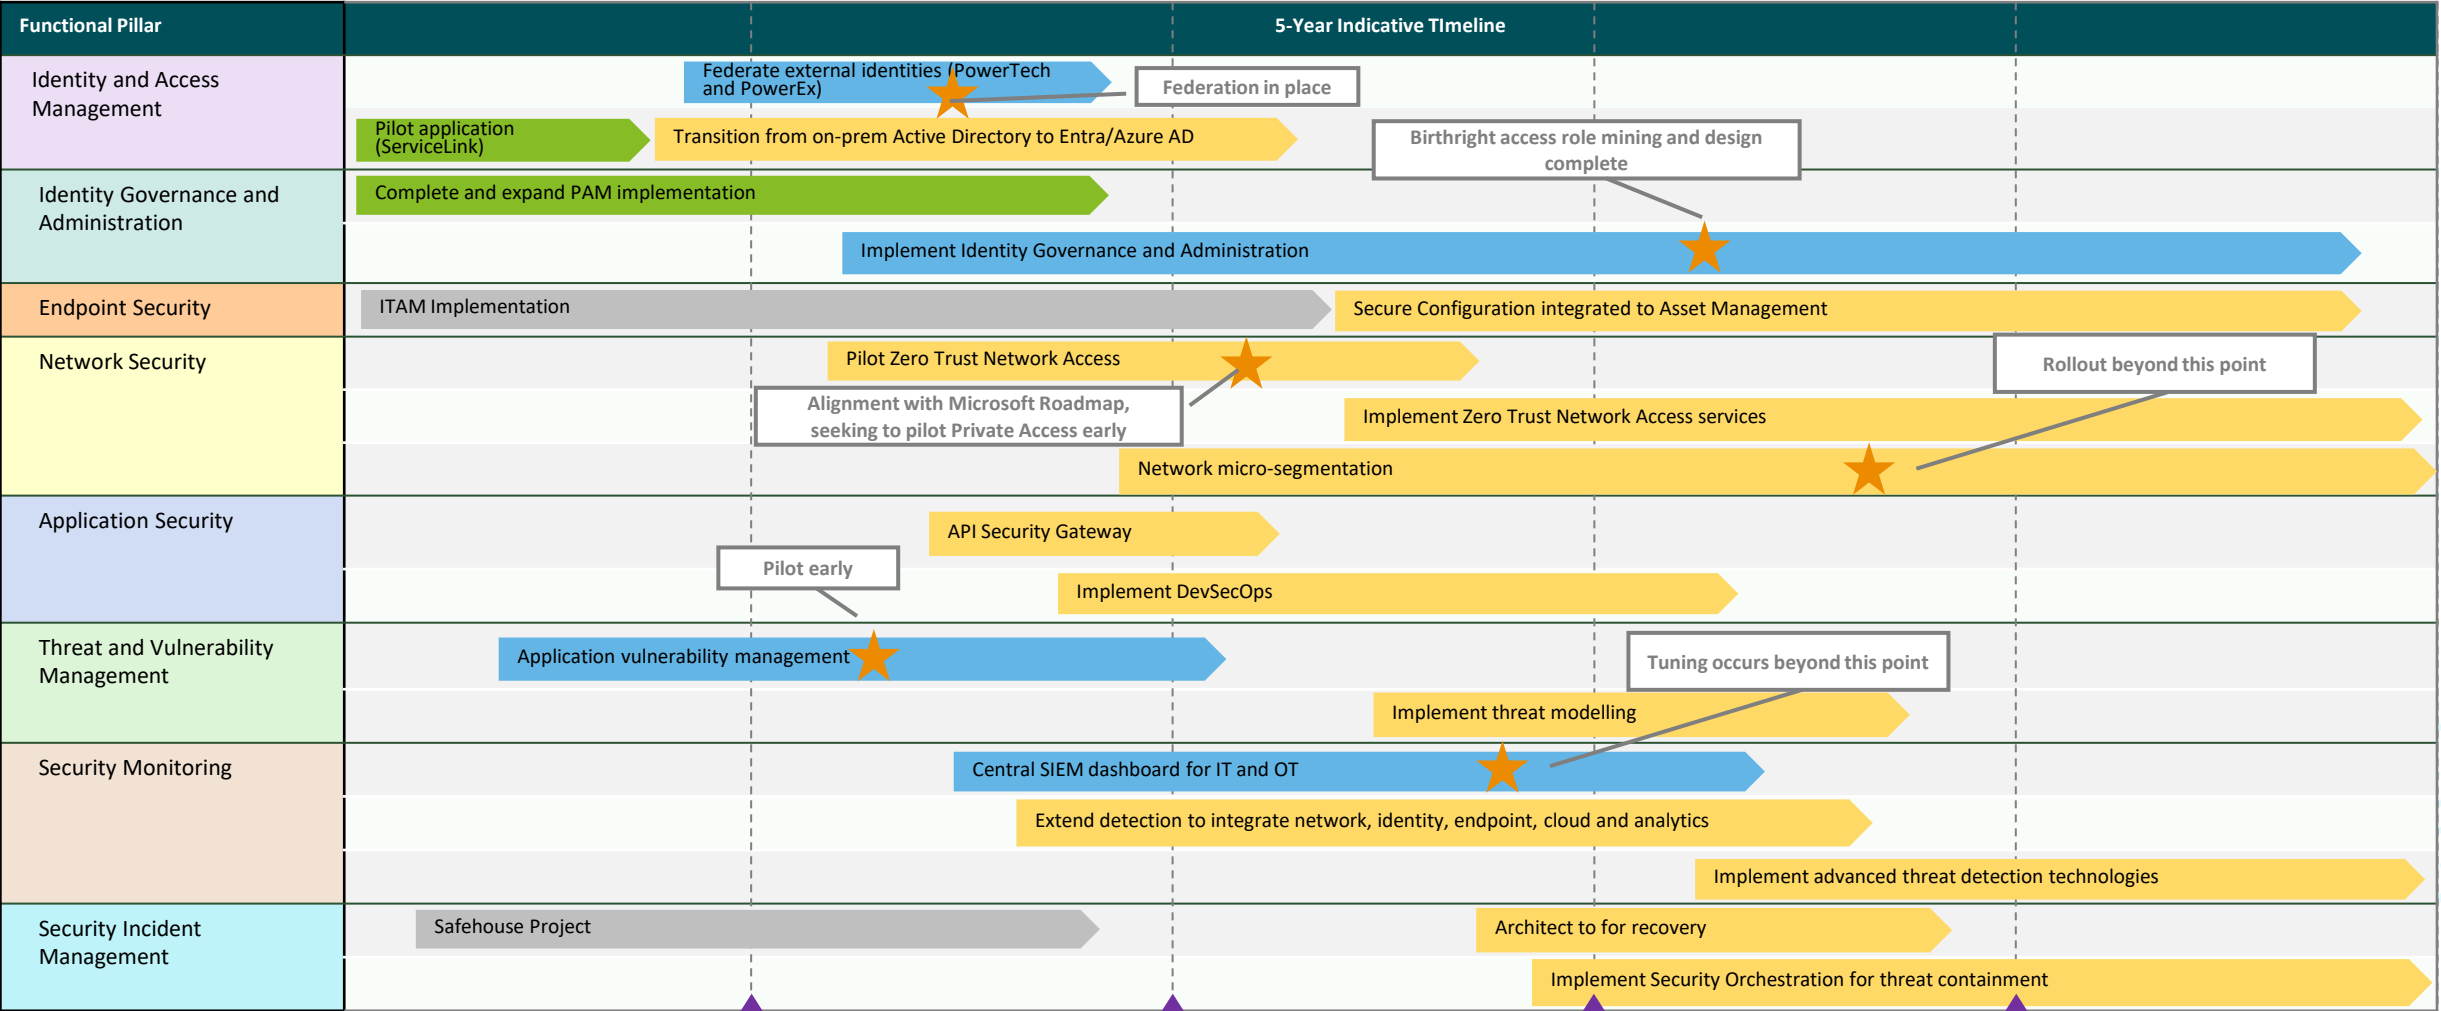 Functional Pillar
5-Year Indicative TImeline
Identity and Access
Management
Federate external identities (PowerTech
and PowerEx)
Federation in place
Pilot application
(ServiceLink)
Transition from on-prem Active Directory to Entra/Azure AD
Birthright access role mining and design
complete
Identity Governance and
Administration
Complete and expand PAM implementation
Implement Identity Governance and Administration
Endpoint Security
ITAM Implementation
Secure Configuration integrated to Asset Management
Network Security
Pilot Zero Trust Network Access
Rollout beyond this point
Alignment with Microsoft Roadmap,
seeking to pilot Private Access early
Implement Zero Trust Network Access services
Network micro-segmentation
Application Security
API Security Gateway
Pilot early
Implement DevSecOps
Threat and Vulnerability
Management
Application vulnerability management
Tuning occurs beyond this point
Implement threat modelling
Security Monitoring
Central SIEM dashboard for IT and OT
Extend detection to integrate network, identity, endpoint, cloud and analytics
Implement advanced threat detection technologies
Security Incident
Management
Safehouse Project
Architect to for recovery
Implement Security Orchestration for threat containment